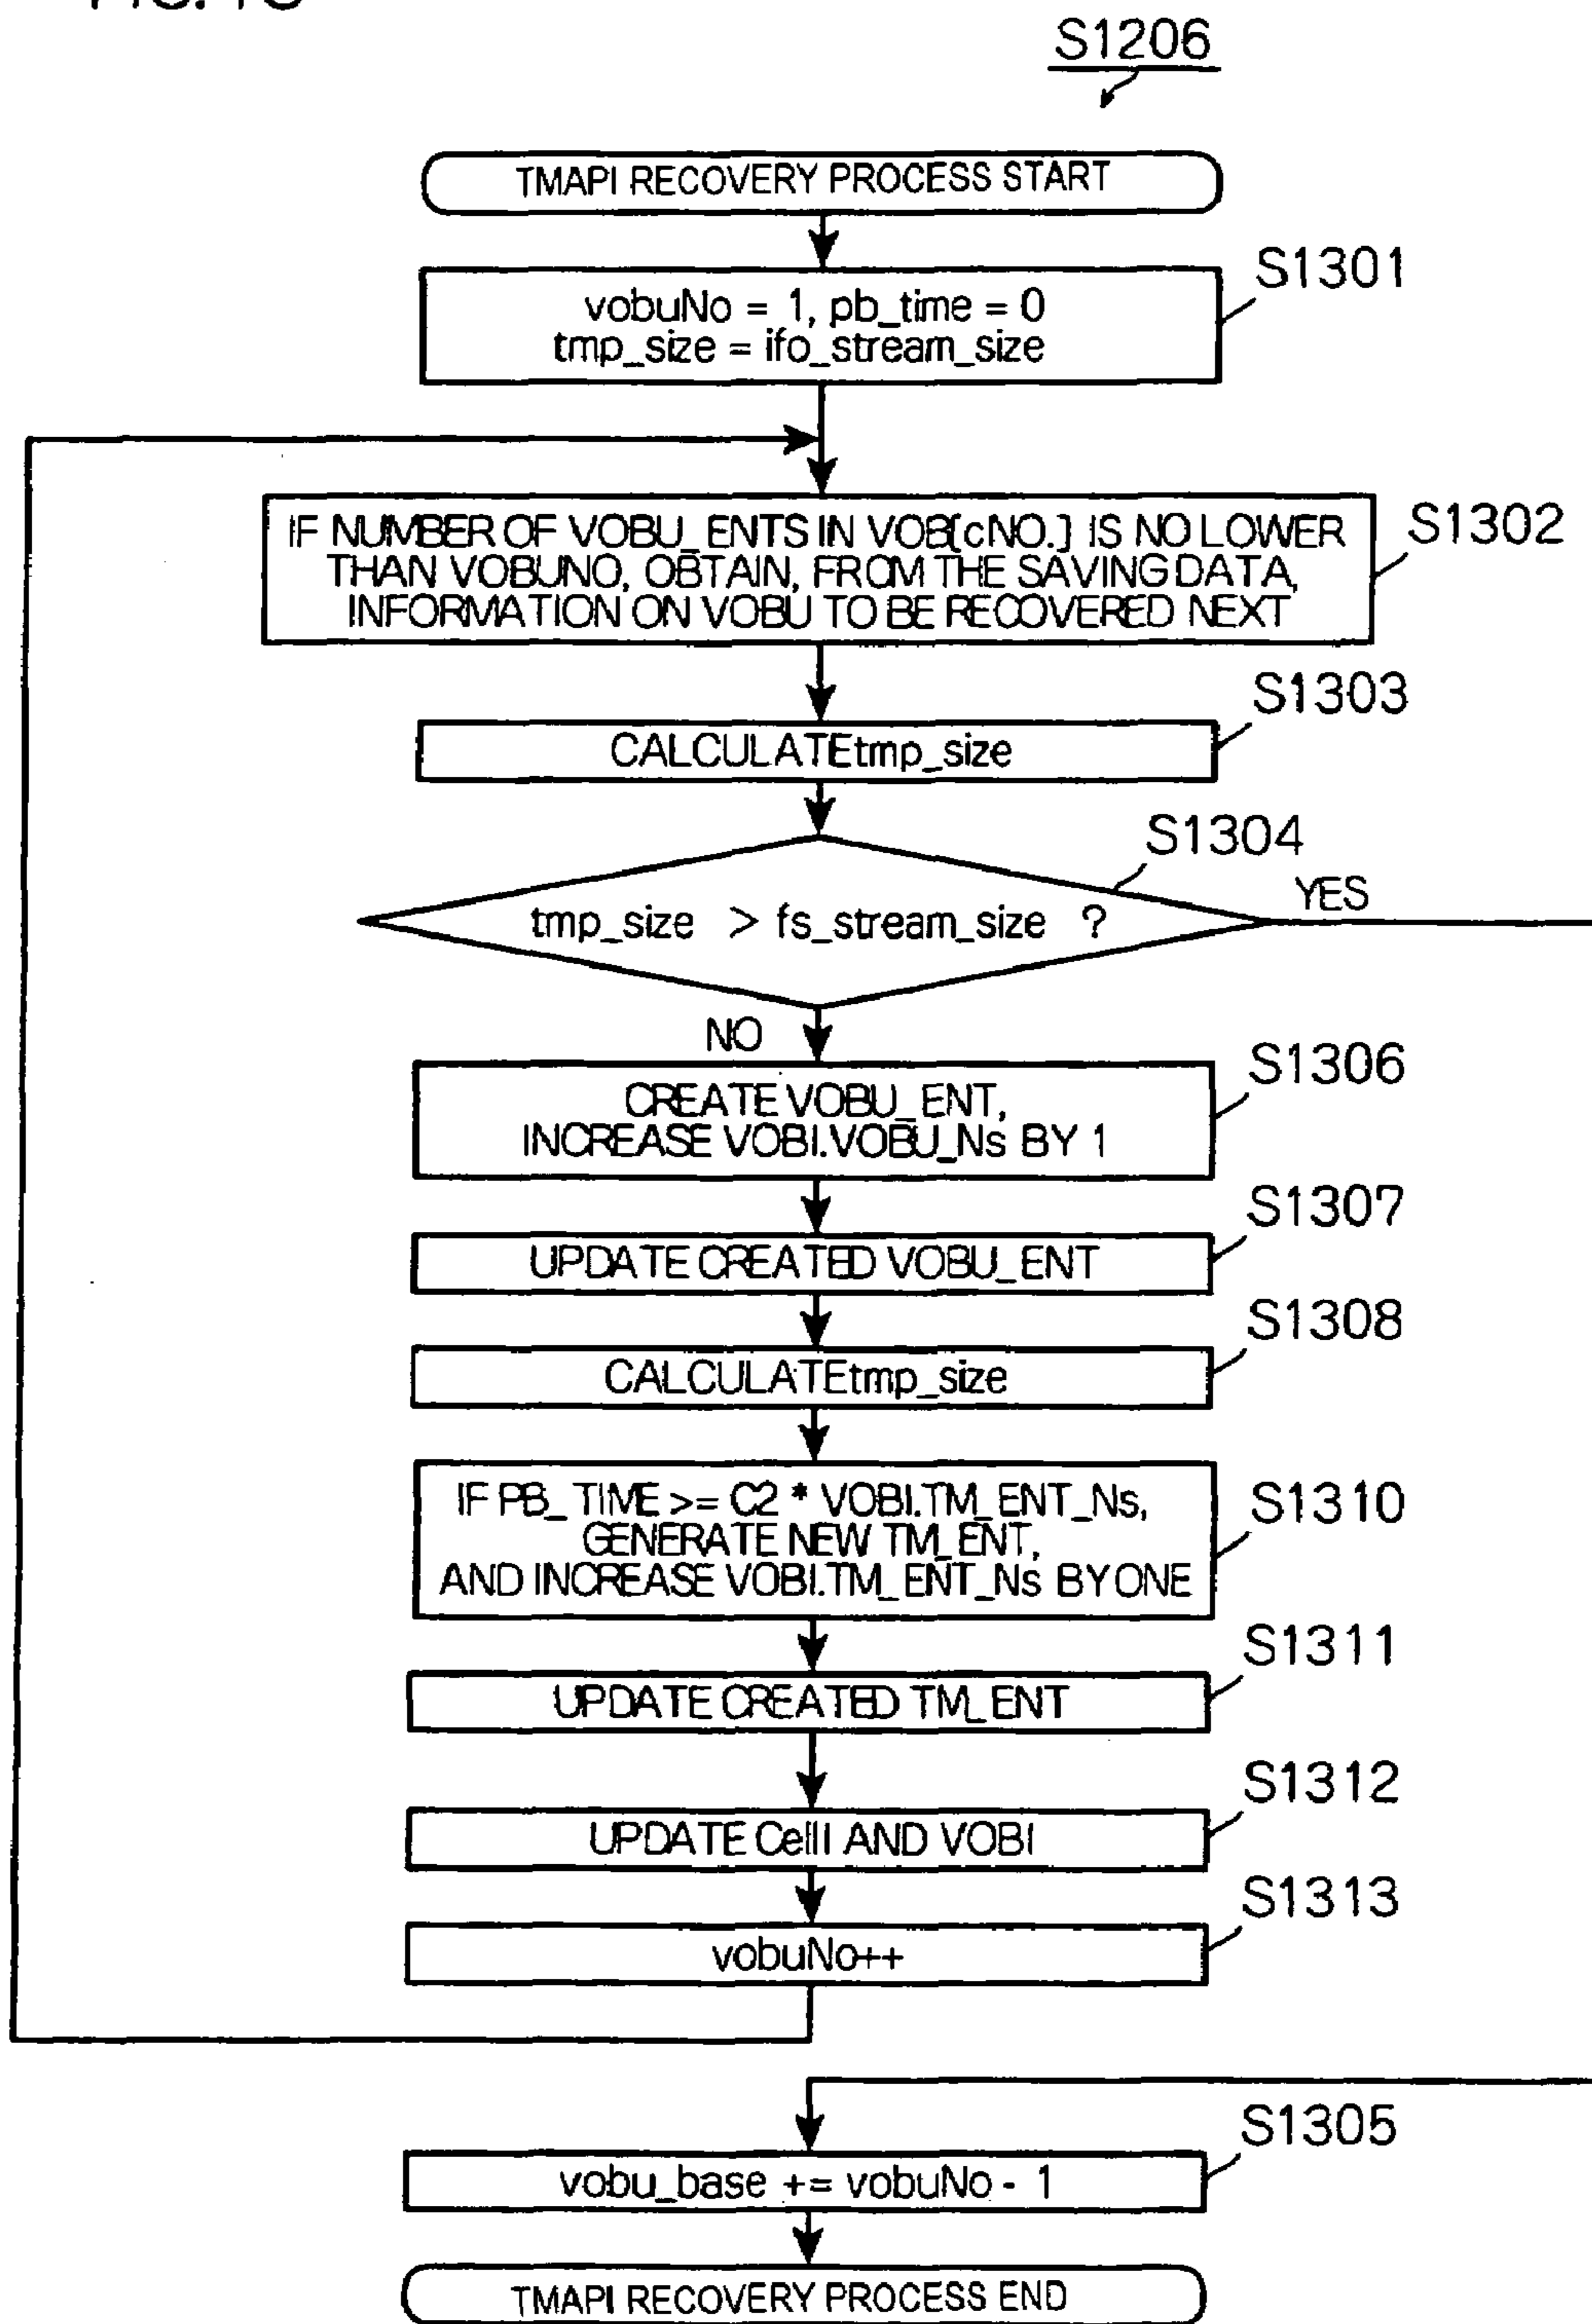 S1206
TMAPI RECOVERY PROCESS START
S1301
vobuNo = 1, pb_time = 0
tmp_size = ifo_stream_size
S1302
IF NUMBER OF VOBU_ENTS IN VOB[cNO.] IS NO LOWER
THAN VOBUNO, OBTAIN, FROM THE SAVING DATA,
INFORMATION ON VOBU TO BE RECOVERED NEXT
S1303
CALCULATEtmp_size
S1304
tmp_size > fs_stream_size ?
YES
NO
S1306
CREATE VOBU_ENT,
INCREASE VOBI.VOBU_Ns BY 1
S1307
UPDATE CREATED VOBU_ENT
S1308
CALCULATEtmp_size
S1310
IF PB_TIME >= C2 * VOBI.TM_ENT_Ns,
GENERATE NEW TM_ENT,
AND INCREASE VOBI.TM_ENT_Ns BY ONE
S1311
UPDATE CREATED TM_ENT
S1312
UPDATE CellI AND VOBI
S1313
vobuNo++
S1305
vobu_base += vobuNo - 1
TMAPI RECOVERY PROCESS END